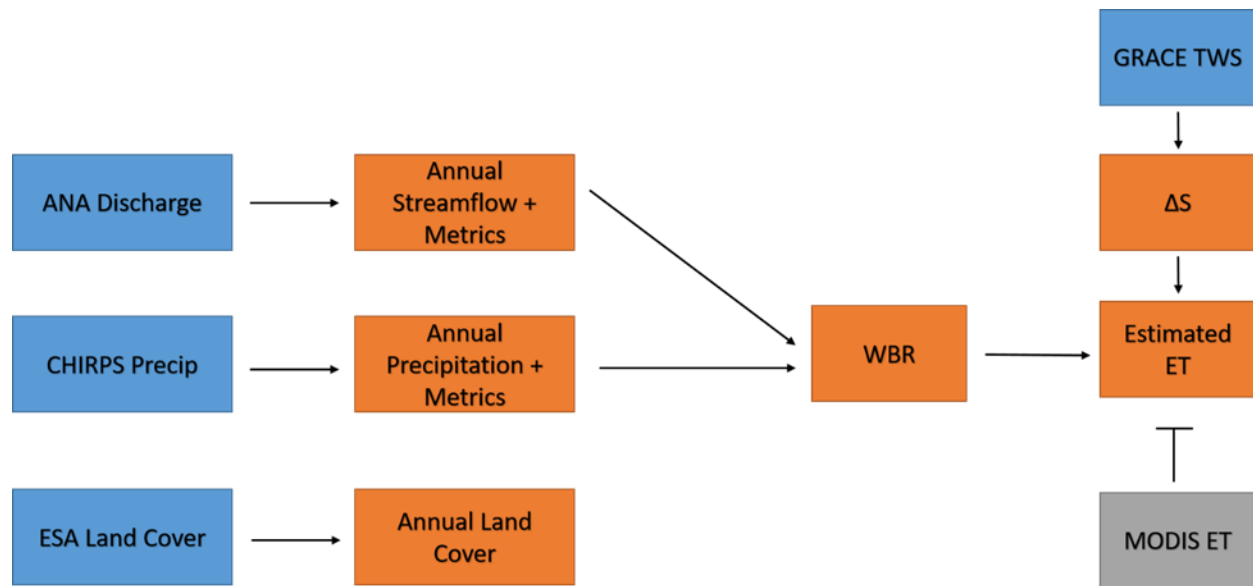 GRACE TWS
ANA Discharge
Annual
Streamflow +
Metrics
ΔS
CHIRPS Precip
Annual
Precipitation +
Metrics
WBR
Estimated
ET
ESA Land Cover
Annual Land
Cover
MODIS ET